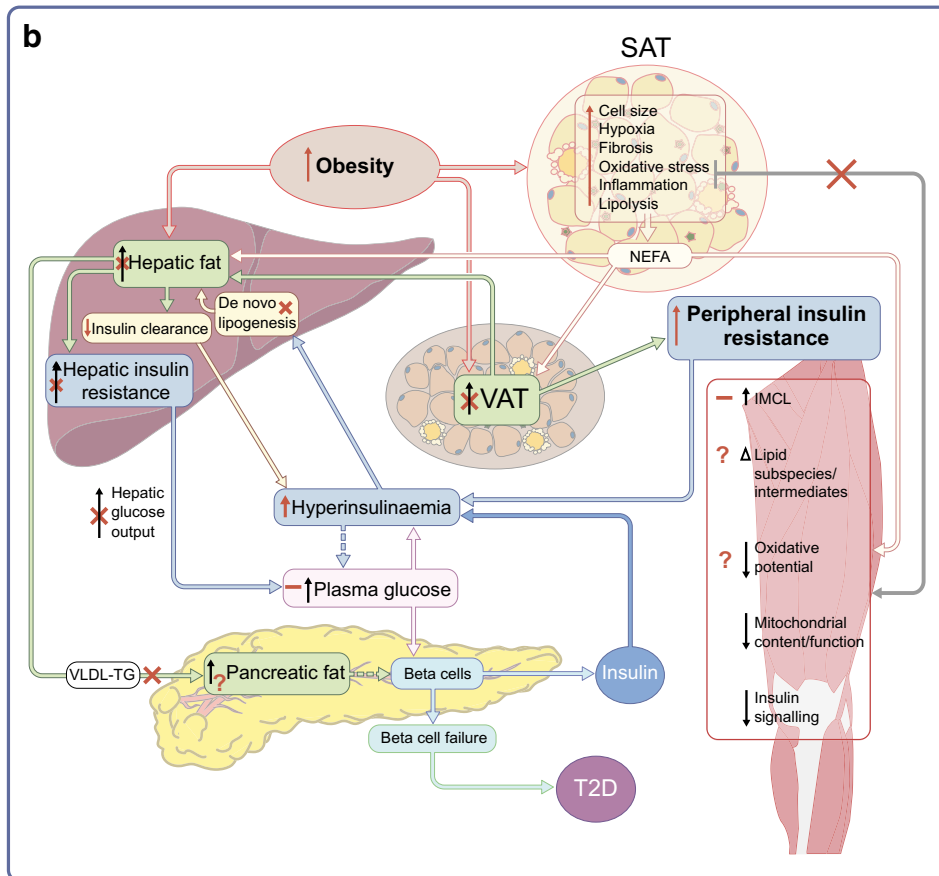 b
SAT
↑ Cell size
Hypoxia
Fibrosis
Oxidative stress
Inflammation
Lipolysis
↑ Obesity
NEFA
↑ Hepatic fat
De novo
lipogenesis
↓ Insulin clearance
↑ Hepatic insulin
resistance
↑ Peripheral insulin
resistance
↑ VAT
– ↑ IMCL
? Δ Lipid
subspecies/
intermediates
↑ Hepatic
glucose
output
↑ Hyperinsulinaemia
? ↓ Oxidative
potential
– ↑ Plasma glucose
↓ Mitochondrial
content/function
VLDL-TG
↑? Pancreatic fat
Beta cells
Insulin
↓ Insulin
signalling
Beta cell failure
T2D